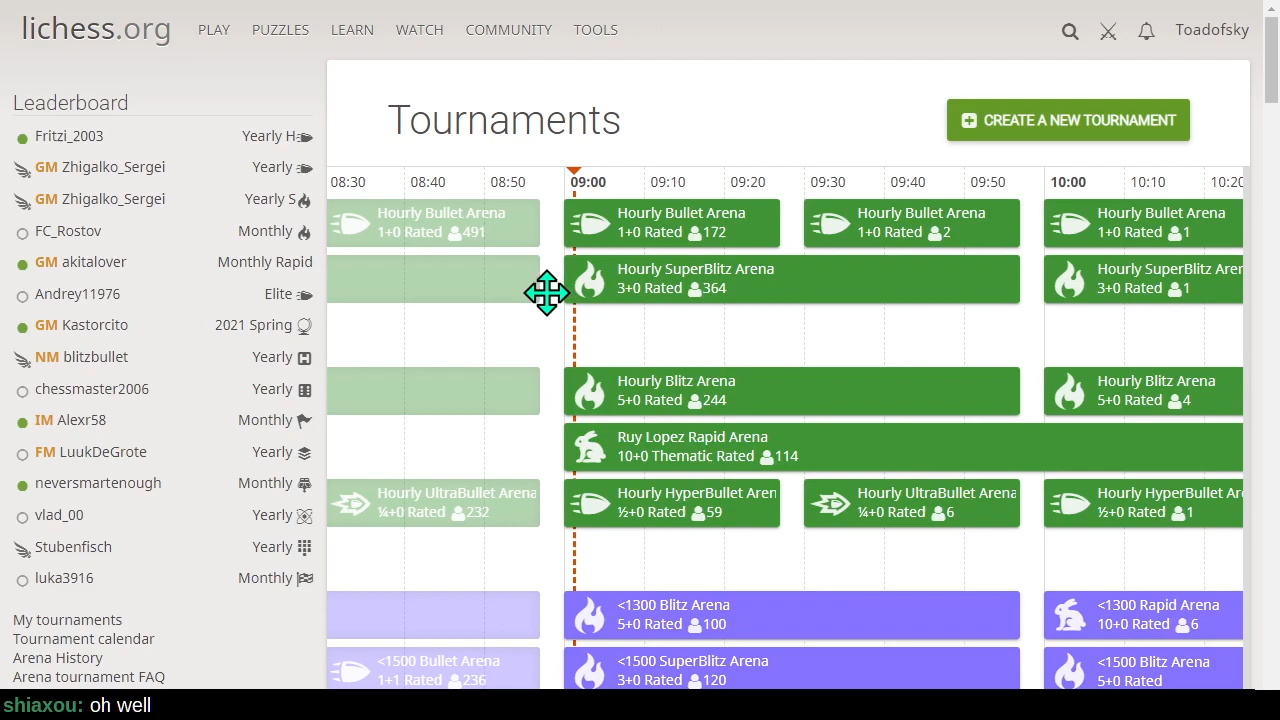 lichess.org PLAY PUZZLES LEARN WATCH COMMUNITY TOOLS Toadofsky
Leaderboard
Fritzi_2003 Yearly H
GM Zhigalko_Sergei Yearly
GM Zhigalko_Sergei Yearly S
FC_Rostov Monthly
GM akitalover Monthly Rapid
Andrey11976 Elite
GM Kastorcito 2021 Spring
NM blitzbullet Yearly
chessmaster2006 Yearly
IM Alexr58 Monthly
FM LuukDeGrote Yearly
neversmartenough Monthly
vlad_00 Yearly
Stubenfisch Yearly
luka3916 Monthly
My tournaments
Tournament calendar
Arena History
Arena tournament FAQ
Tournaments
CREATE A NEW TOURNAMENT
08:30 08:40 08:50 09:00 09:10 09:20 09:30 09:40 09:50 10:00 10:10 10:20
Hourly Bullet Arena Hourly Bullet Arena Hourly Bullet Arena Hourly Bullet Arena
1+0 Rated 491 1+0 Rated 172 1+0 Rated 2 1+0 Rated 1
Hourly SuperBlitz Arena Hourly SuperBlitz Aren
3+0 Rated 364 3+0 Rated 1
Hourly Blitz Arena Hourly Blitz Arena
5+0 Rated 244 5+0 Rated 4
Ruy Lopez Rapid Arena
10+0 Thematic Rated 114
Hourly UltraBullet Arena Hourly HyperBullet Aren Hourly UltraBullet Arena Hourly HyperBullet Ar
¼+0 Rated 232 ½+0 Rated 59 ¼+0 Rated 6 ½+0 Rated 1
<1300 Blitz Arena <1300 Rapid Arena
5+0 Rated 100 10+0 Rated 6
<1500 Bullet Arena <1500 SuperBlitz Arena <1500 Blitz Arena
1+1 Rated 236 3+0 Rated 120 5+0 Rated
shiaxou: oh well